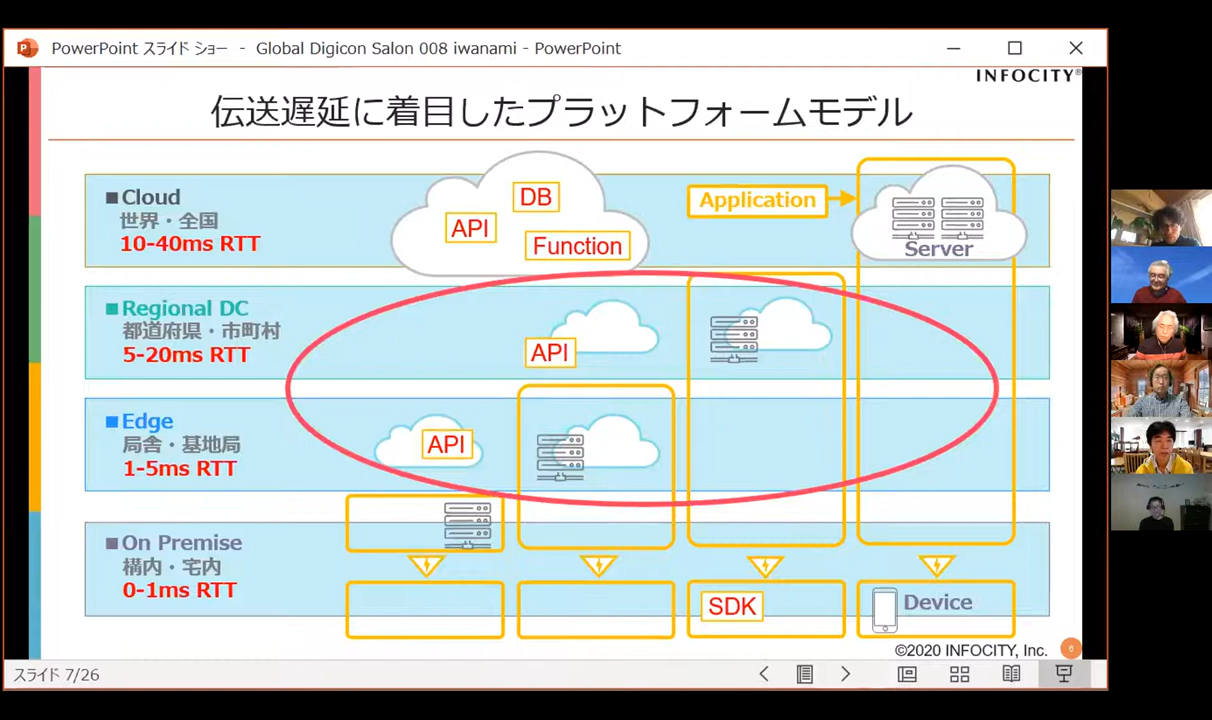 PowerPoint スライド ショー - Global Digicon Salon 008 iwanami - PowerPoint
INFOCITY®
伝送遅延に着目したプラットフォームモデル
■Cloud
世界・全国
10-40ms RTT
DB
API
Function
Application
Server
■Regional DC
都道府県・市町村
5-20ms RTT
API
■Edge
局舎・基地局
1-5ms RTT
API
■On Premise
構内・宅内
0-1ms RTT
SDK
Device
©2020 INFOCITY, Inc.
6
スライド 7/26